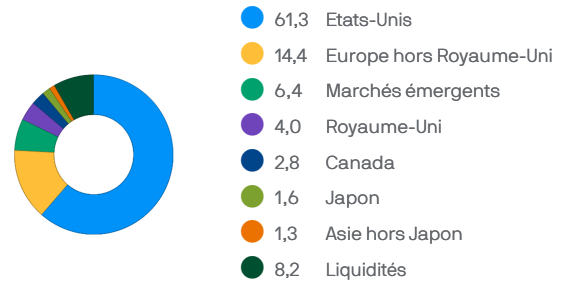 61,3 Etats-Unis
14,4 Europe hors Royaume-Uni
6,4 Marchés émergents
4,0 Royaume-Uni
2,8 Canada
1,6 Japon
1,3 Asie hors Japon
8,2 Liquidités